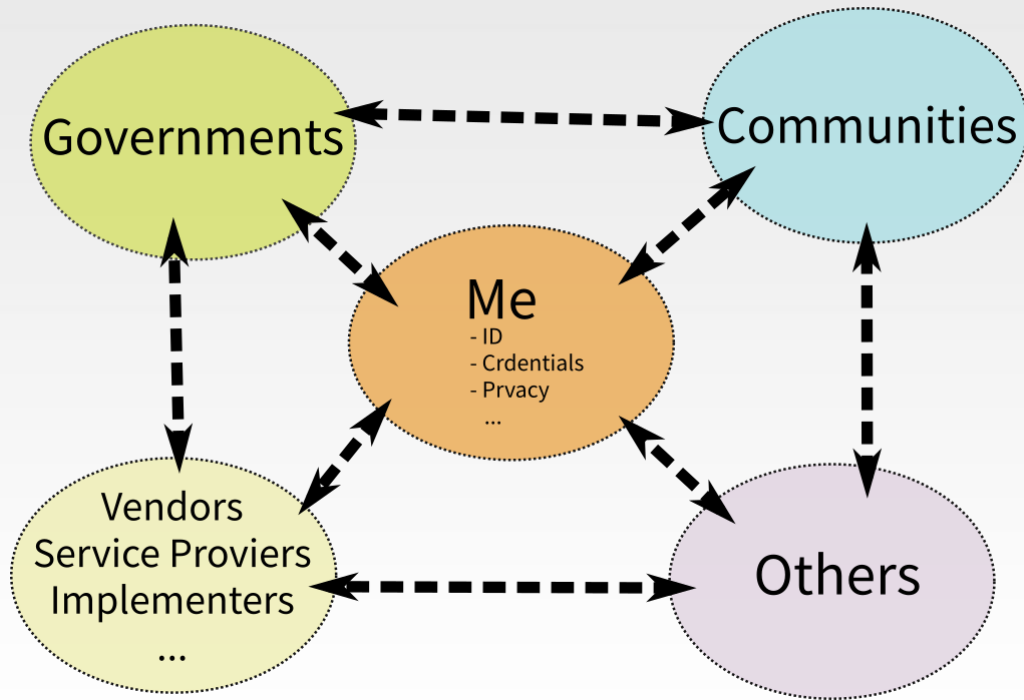 Governments
Communities
Me
- ID
- Crdentials
- Prvacy
...
Vendors
Service Proviers
Implementers
...
Others